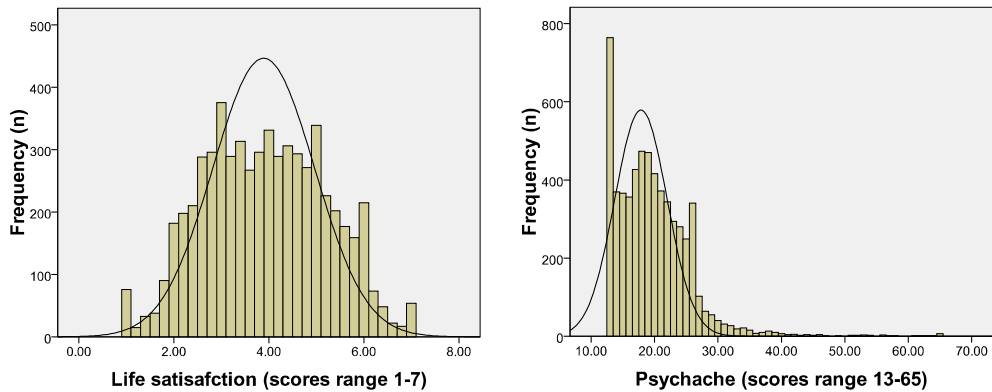 500
400
300
200
100
0
Frequency (n)
0.00 2.00 4.00 6.00 8.00
Life satisafction (scores range 1-7)
800
600
400
200
0
Frequency (n)
10.00 20.00 30.00 40.00 50.00 60.00 70.00
Psychache (scores range 13-65)